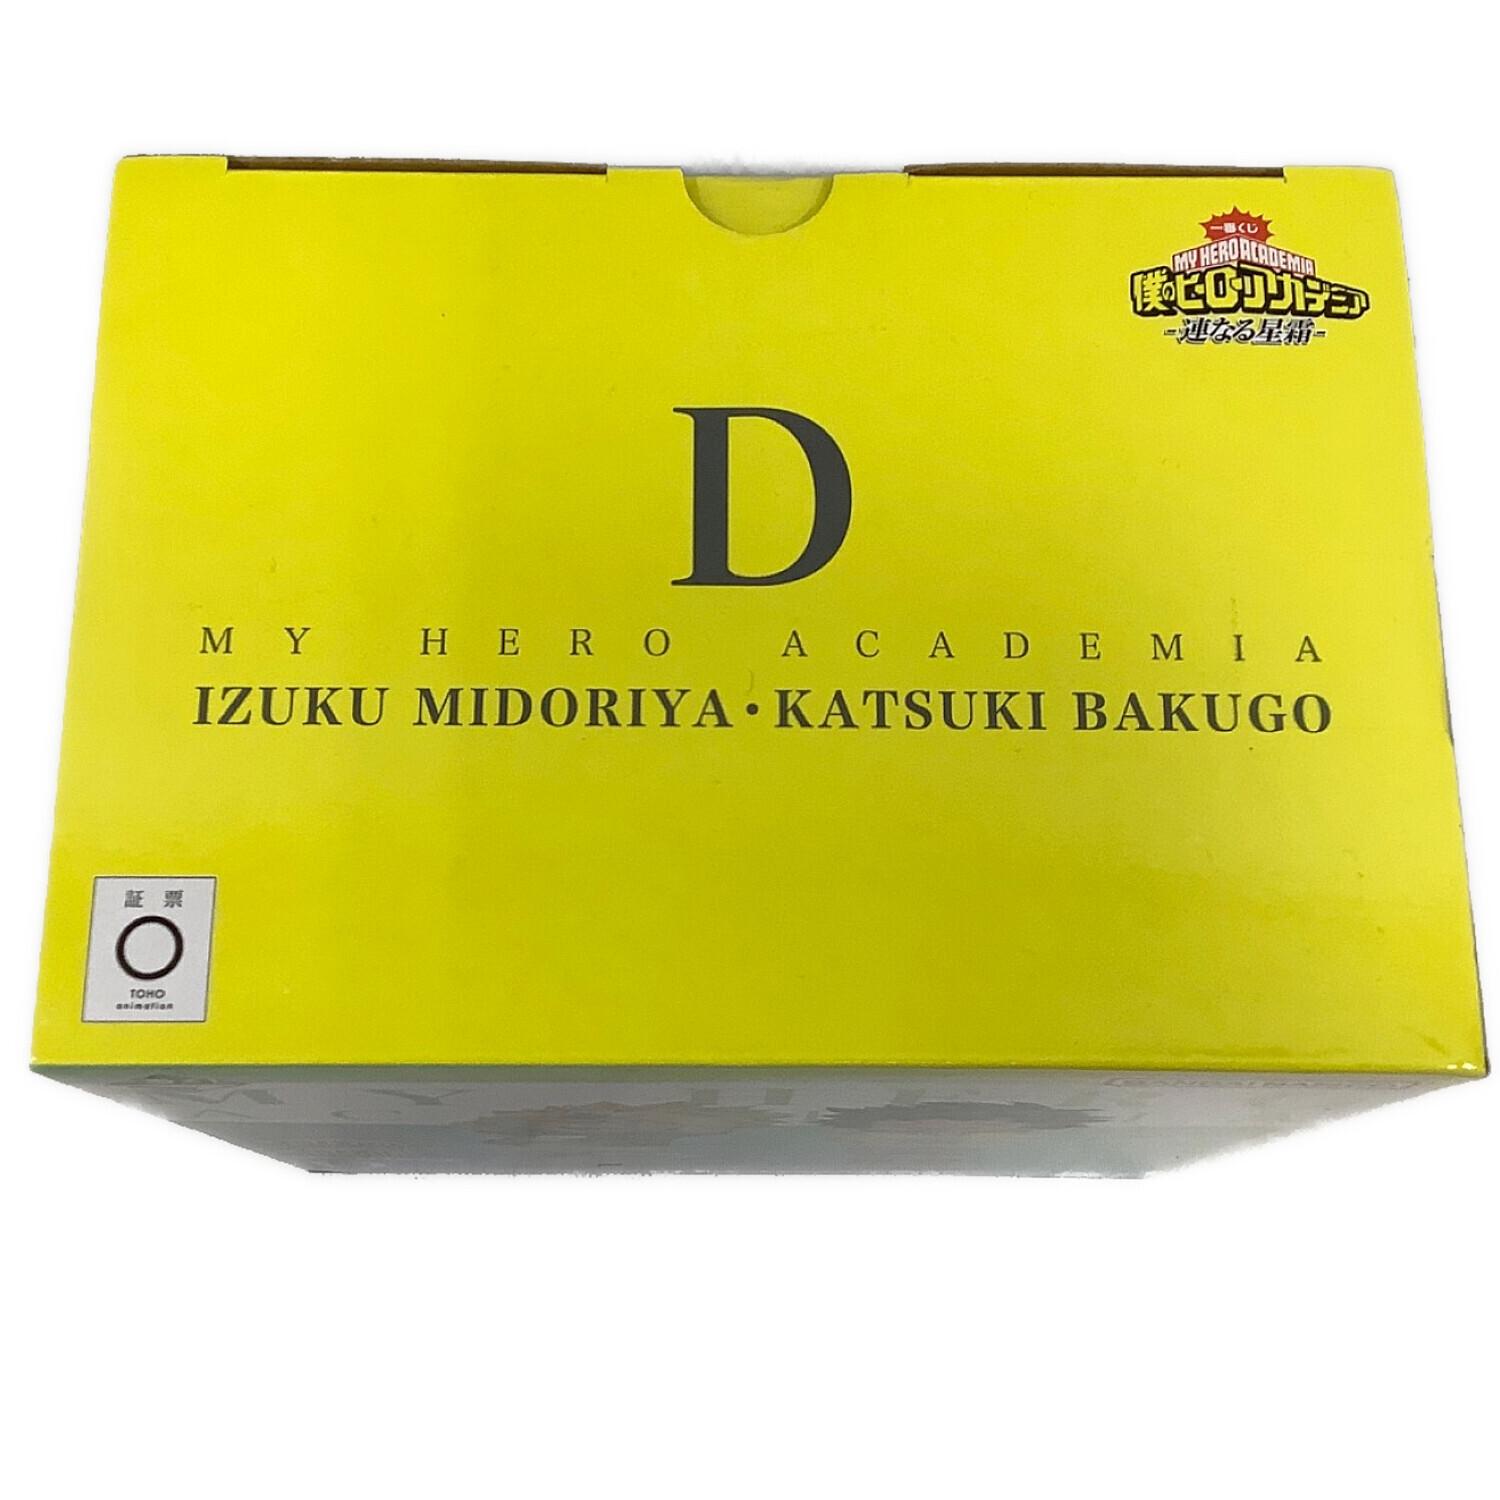 一番くじ
MY HERO ACADEMIA
僕のヒーローアカデミア
-連なる星霜-
D
MY HERO ACADEMIA
IZUKU MIDORIYA・KATSUKI BAKUGO
証 票
TOHO
animation